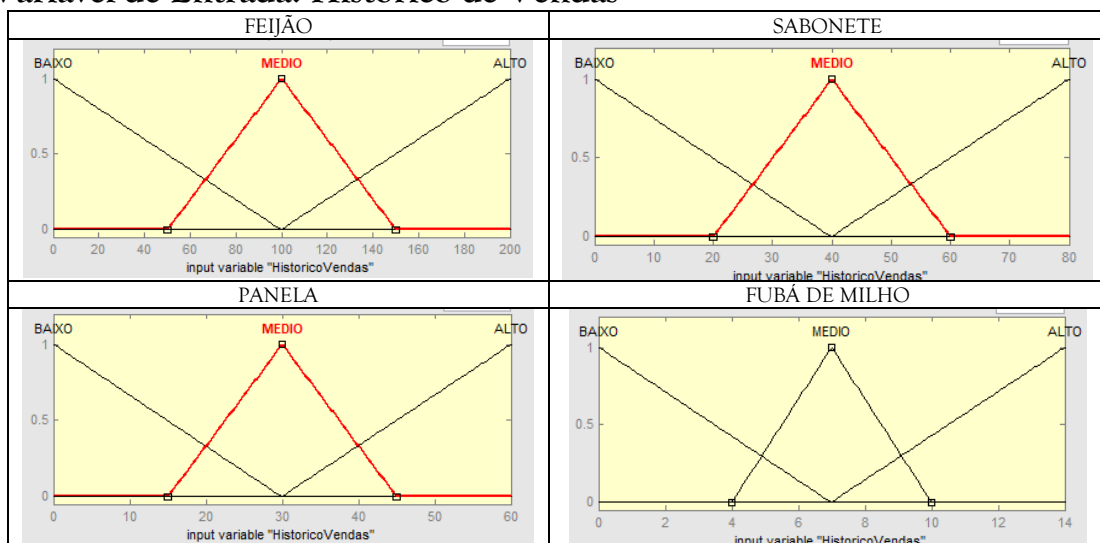 Variável de Entrada: Histórico de Vendas
FEIJÃO
SABONETE
BAIXO MEDIO ALTO
1
0.5
0
0 20 40 60 80 100 120 140 160 180 200
input variable "HistoricoVendas"
BAIXO MEDIO ALTO
1
0.5
0
0 10 20 30 40 50 60 70 80
input variable "HistoricoVendas"
PANELA
FUBÁ DE MILHO
BAIXO MEDIO ALTO
1
0.5
0
0 10 20 30 40 50 60
input variable "HistoricoVendas"
BAIXO MEDIO ALTO
1
0.5
0
0 2 4 6 8 10 12 14
input variable "HistoricoVendas"